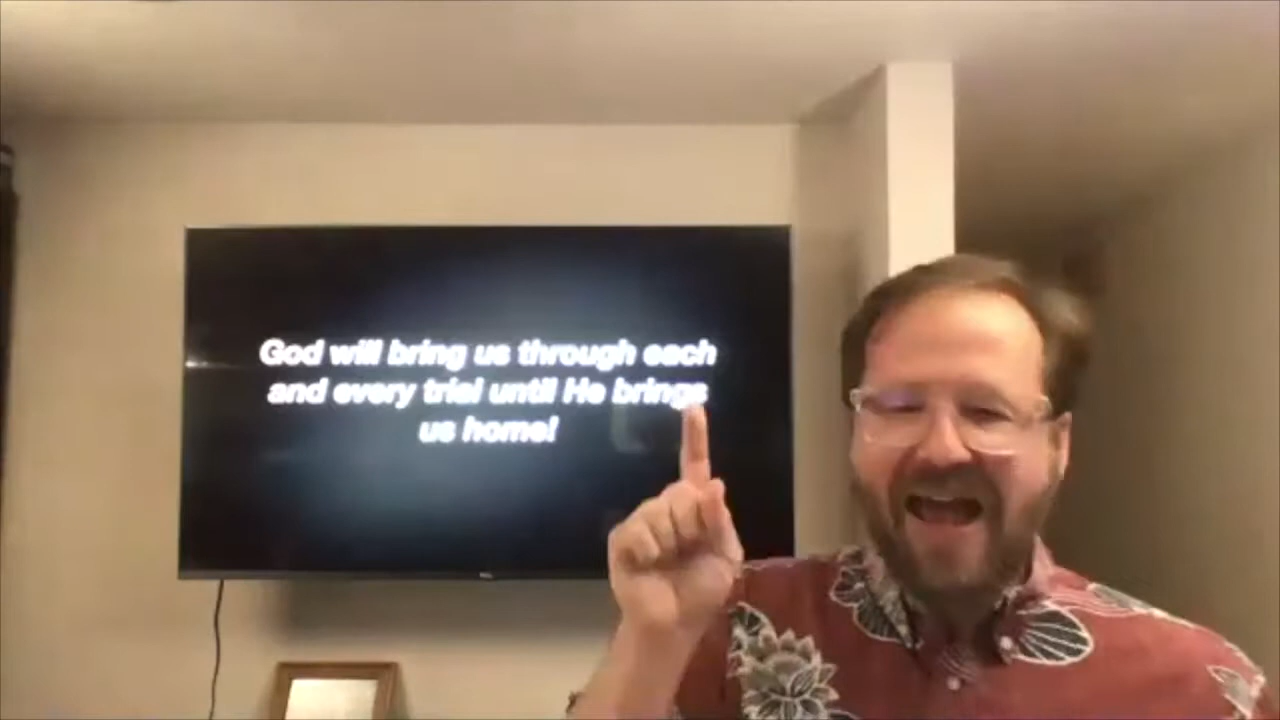 God will bring us through each
and every trial until He brings
us home!